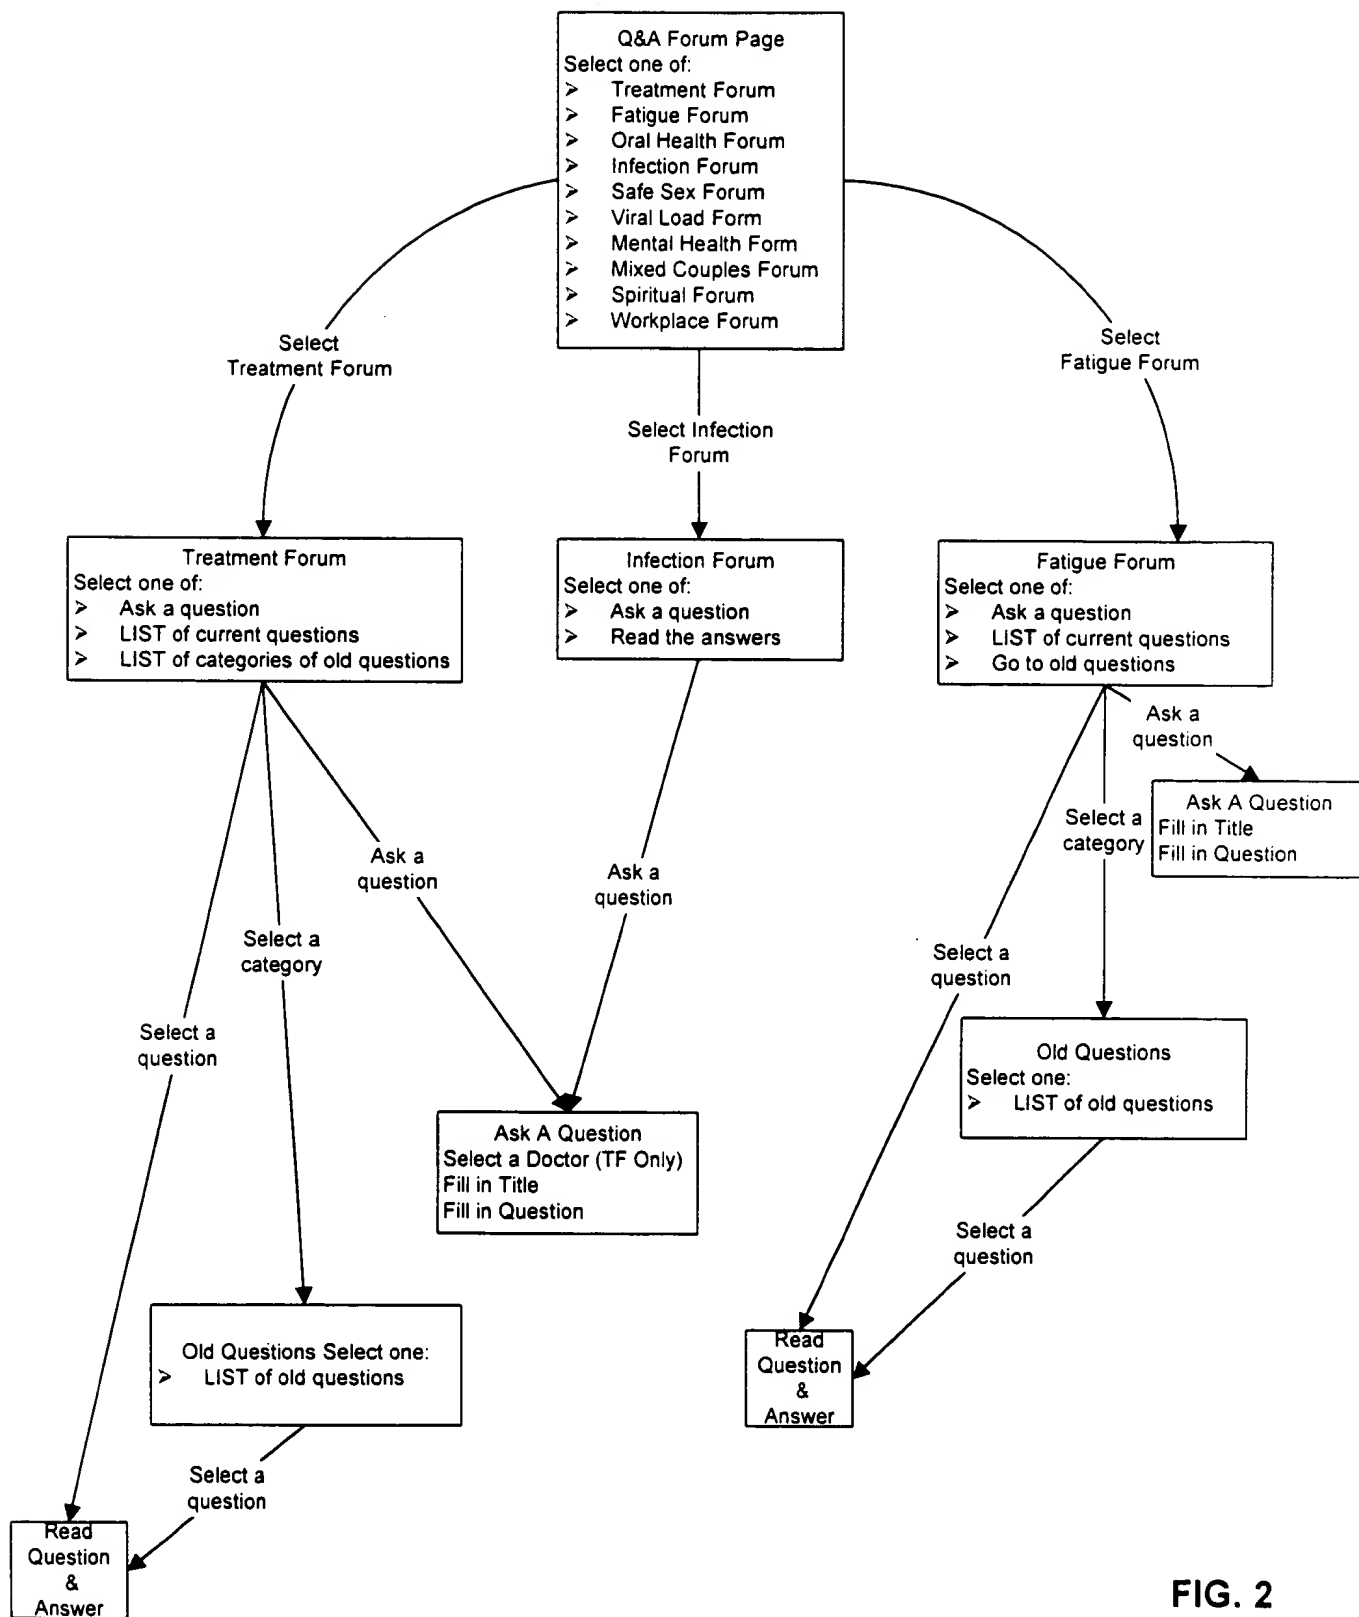 Q&A Forum Page
Select one of:
➢ Treatment Forum
➢ Fatigue Forum
➢ Oral Health Forum
➢ Infection Forum
➢ Safe Sex Forum
➢ Viral Load Form
➢ Mental Health Form
➢ Mixed Couples Forum
➢ Spiritual Forum
➢ Workplace Forum
Select
Treatment Forum
Select Infection
Forum
Select
Fatigue Forum
Treatment Forum
Select one of:
➢ Ask a question
➢ LIST of current questions
➢ LIST of categories of old questions
Infection Forum
Select one of:
➢ Ask a question
➢ Read the answers
Fatigue Forum
Select one of:
➢ Ask a question
➢ LIST of current questions
➢ Go to old questions
Ask a
question
Ask A Question
Fill in Title
Fill in Question
Select a
category
Ask a
question
Ask a
question
Select a
category
Select a
question
Select a
question
Old Questions
Select one:
➢ LIST of old questions
Ask A Question
Select a Doctor (TF Only)
Fill in Title
Fill in Question
Select a
question
Old Questions Select one:
➢ LIST of old questions
Read
Question
&
Answer
Select a
question
Read
Question
&
Answer
FIG. 2